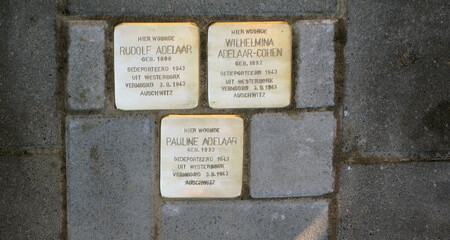 HIER WOONDE
RUDOLF ADELAAR
GEB.
GEDEPORTEERD 1943
UIT WESTERBORK
VERMOORD 3.9.1943
AUSCHWITZ
HIER WOONDE
WILHELMINA
ADELAAR-COHEN
GEB. 1897
GEDEPORTEERD 1943
UIT WESTERBORK
VERMOORD 3.9.1943
AUSCHWITZ
HIER WOONDE
PAULINE ADELAAR
GEB.
GEDEPORTEERD 1943
UIT WESTERBORK
VERMOORD 3.9.1943
AUSCHWITZ